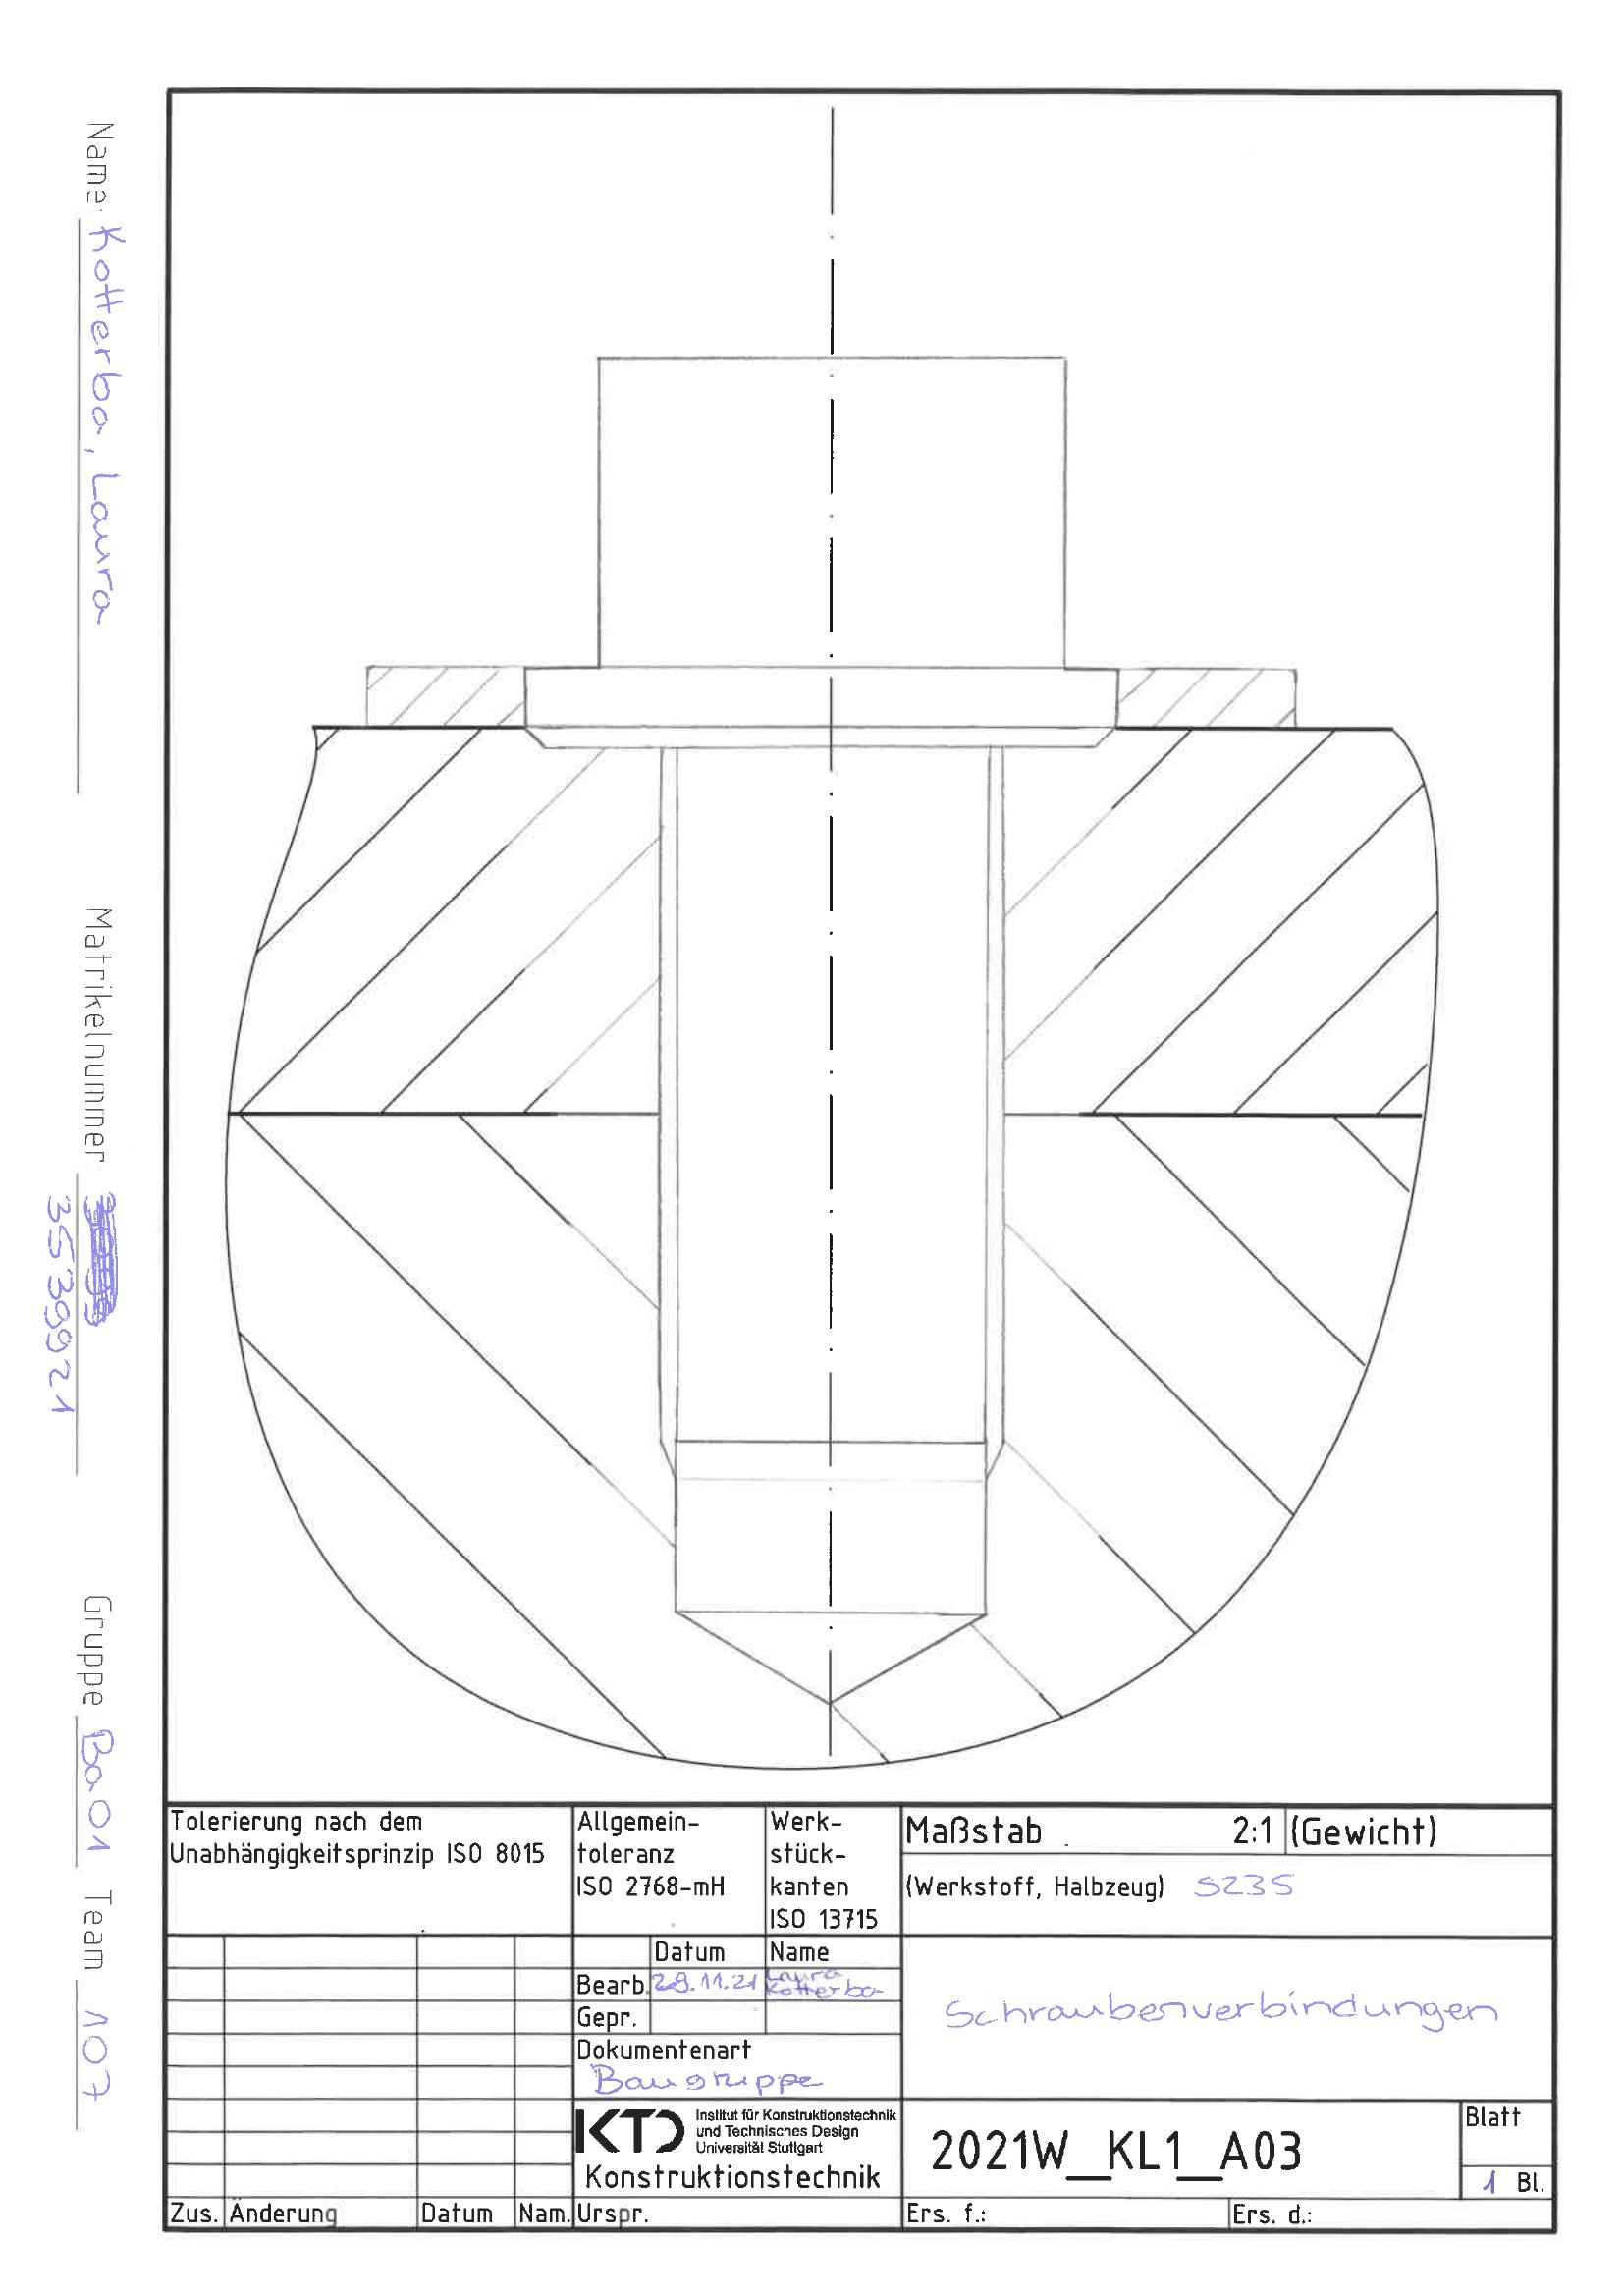 Name: Kotterba, Laura
Matrikelnummer 3539921
Gruppe Ba01 Team 107
Tolerierung nach dem
Unabhängigkeitsprinzip ISO 8015
Allgemein-
toleranz
ISO 2768-mH
Werk-
stück-
kanten
ISO 13715
Maßstab 2:1 (Gewicht)
(Werkstoff, Halbzeug) S235
Datum Name
Bearb. 29.11.21 Laura
Kotterba
Gepr.
Dokumentenart
Baugruppe
Schraubenverbindungen
KTD Institut für Konstruktionstechnik
und Technisches Design
Universität Stuttgart
Konstruktionstechnik
2021W_KL1_A03
Blatt
1 Bl.
Zus. Änderung Datum Nam. Urspr. Ers. f.: Ers. d.: